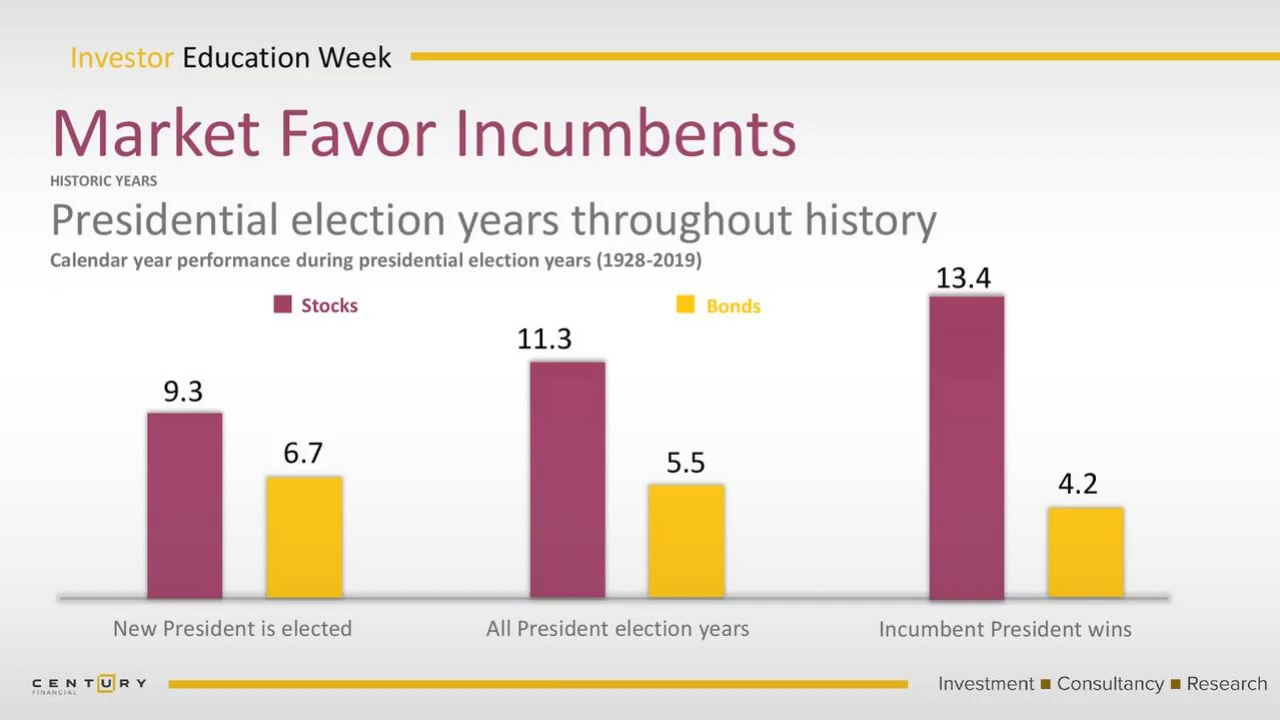 Investor Education Week
Market Favor Incumbents
HISTORIC YEARS
Presidential election years throughout history
Calendar year performance during presidential election years (1928-2019)
Stocks
Bonds
9.3
6.7
11.3
5.5
13.4
4.2
New President is elected
All President election years
Incumbent President wins
CENTURY
FINANCIAL
Investment ■ Consultancy ■ Research